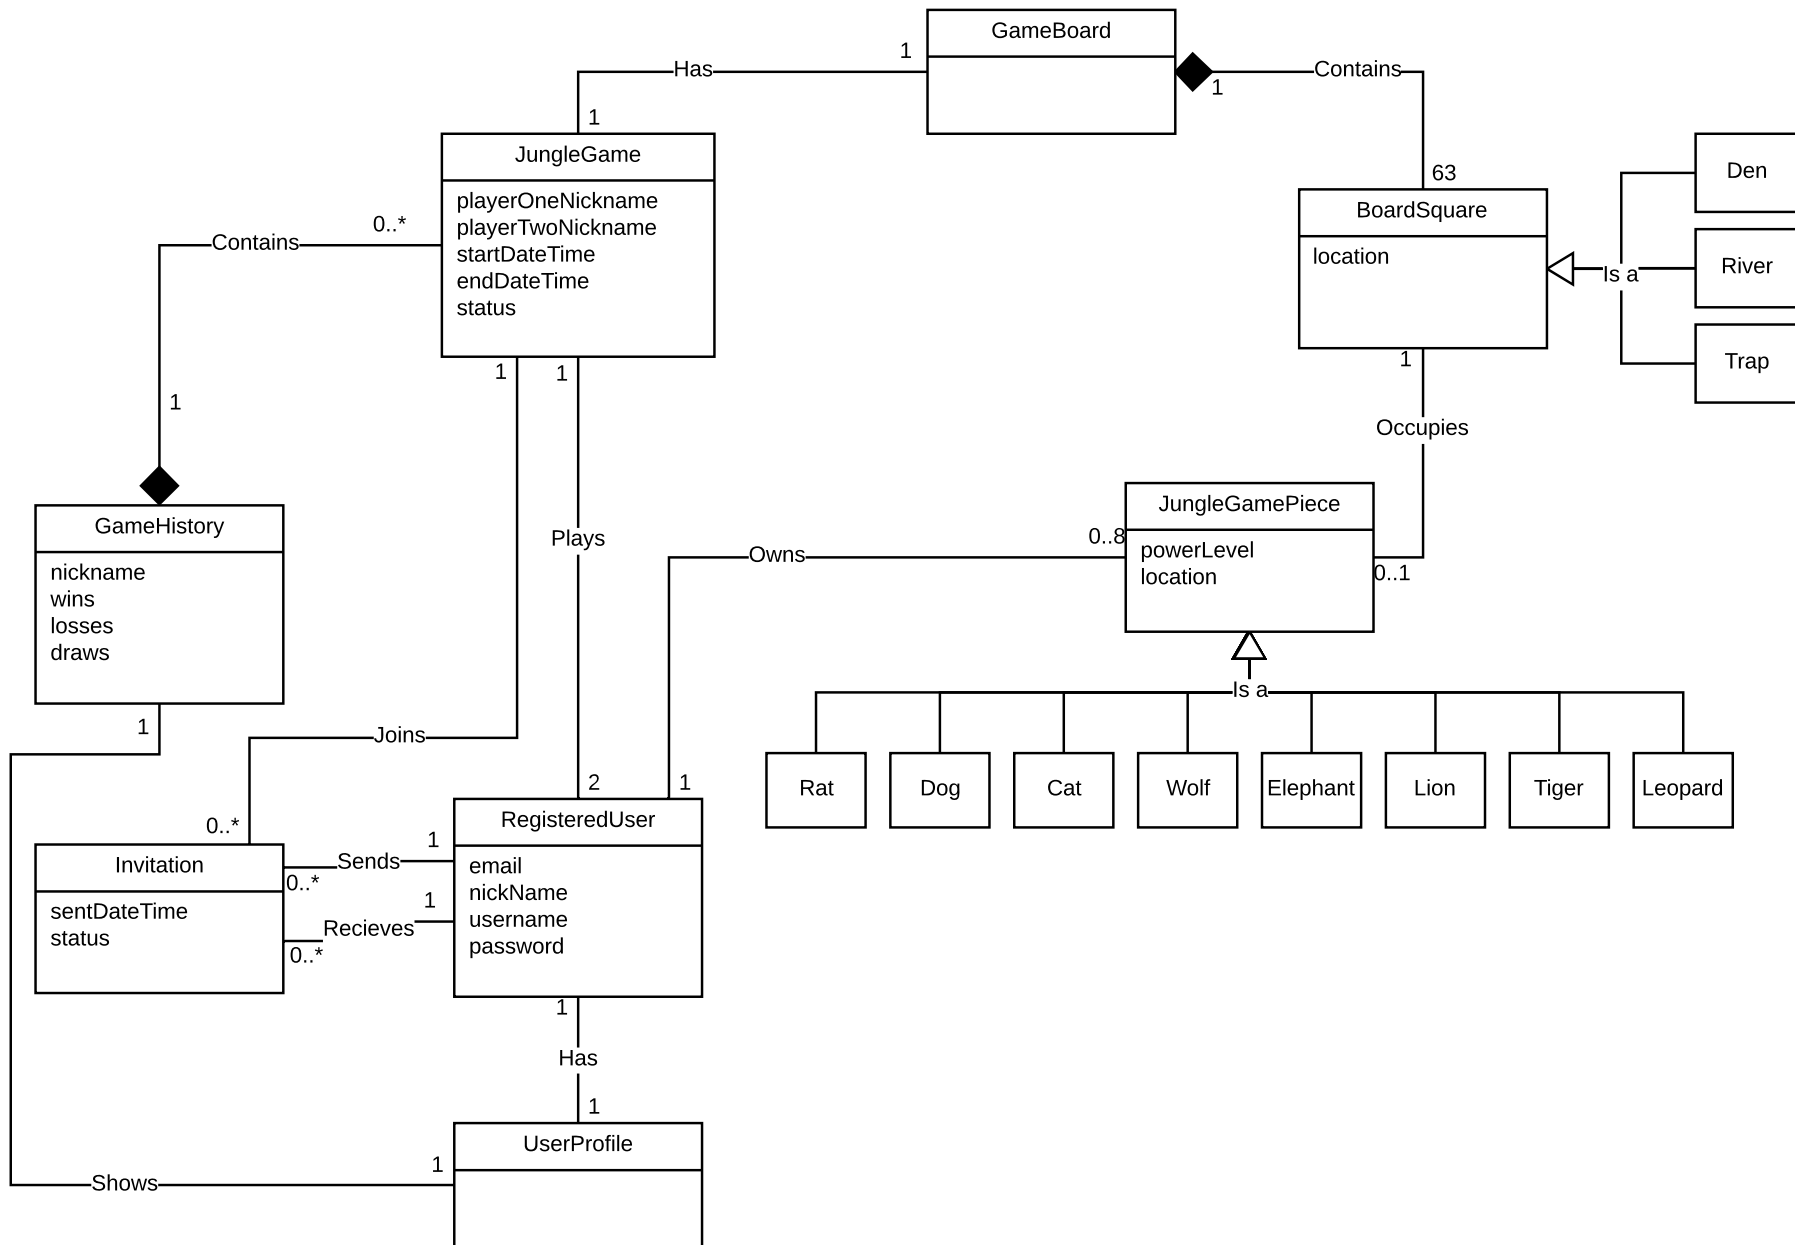 GameBoard
1
Has
Contains
1
1
JungleGame
playerOneNickname
playerTwoNickname
startDateTime
endDateTime
status
63
BoardSquare
location
Den
River
Is a
Trap
0..*
Contains
1
1
1
1
Occupies
GameHistory
nickname
wins
losses
draws
JungleGamePiece
powerLevel
location
0..8
0..1
Plays
Owns
Is a
1
Joins
2
1
Rat
Dog
Cat
Wolf
Elephant
Lion
Tiger
Leopard
0..*
Invitation
sentDateTime
status
1
Sends
0..*
1
Recieves
0..*
RegisteredUser
email
nickName
username
password
1
Has
1
UserProfile
1
Shows